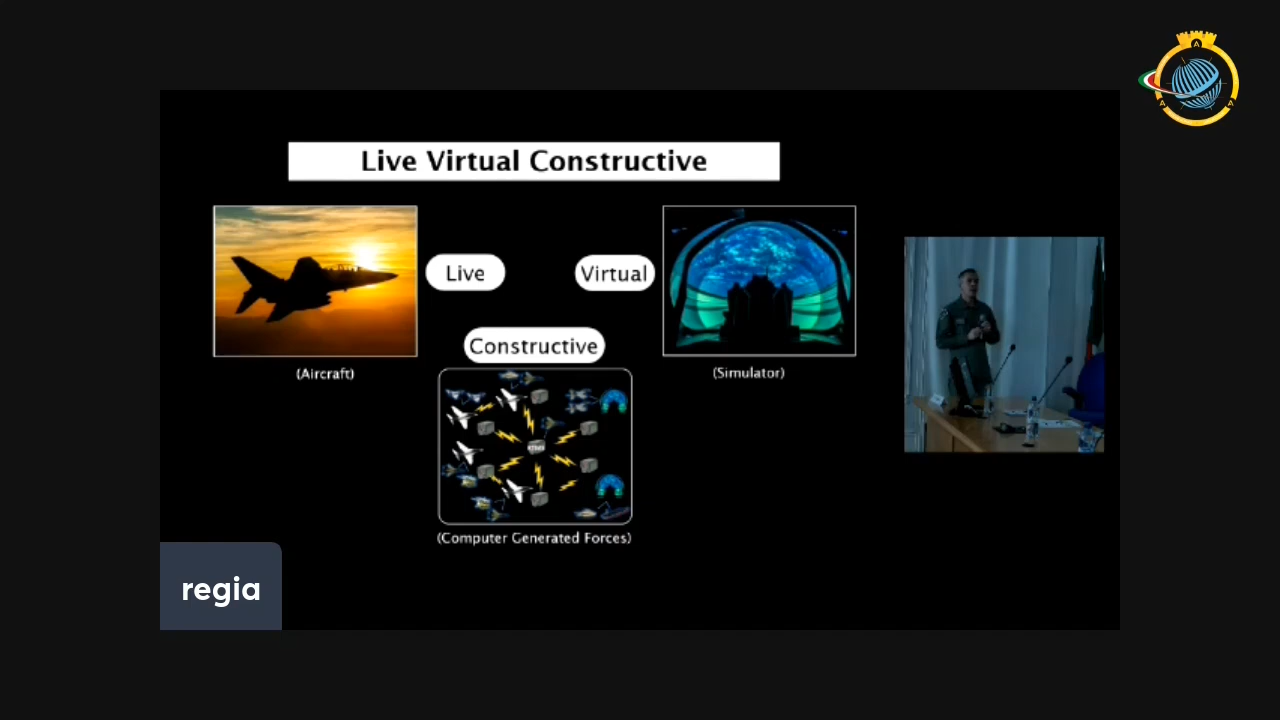 Live Virtual Constructive
Live
Virtual
(Aircraft)
(Simulator)
Constructive
(Computer Generated Forces)
regia